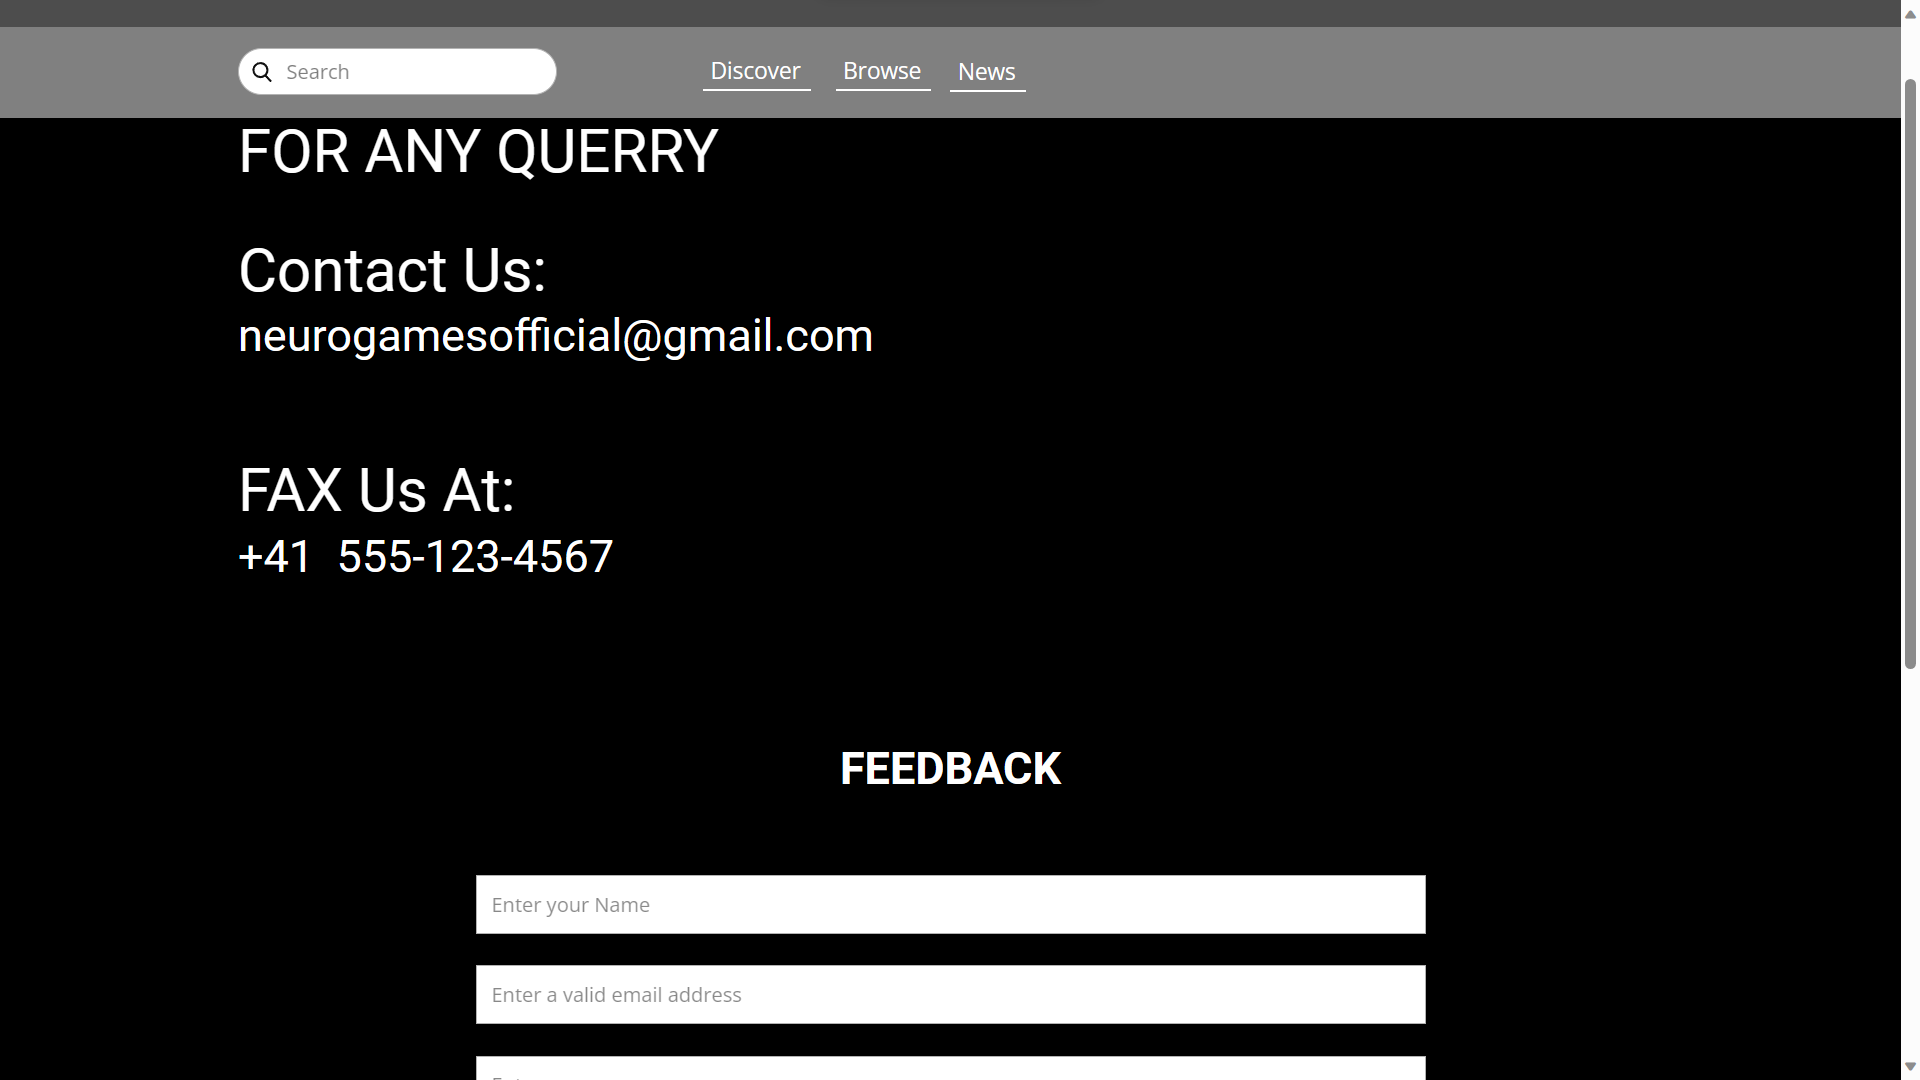 Search
Discover Browse News
FOR ANY QUERRY
Contact Us:
neurogamesofficial@gmail.com
FAX Us At:
+41  555-123-4567
FEEDBACK
Enter your Name
Enter a valid email address